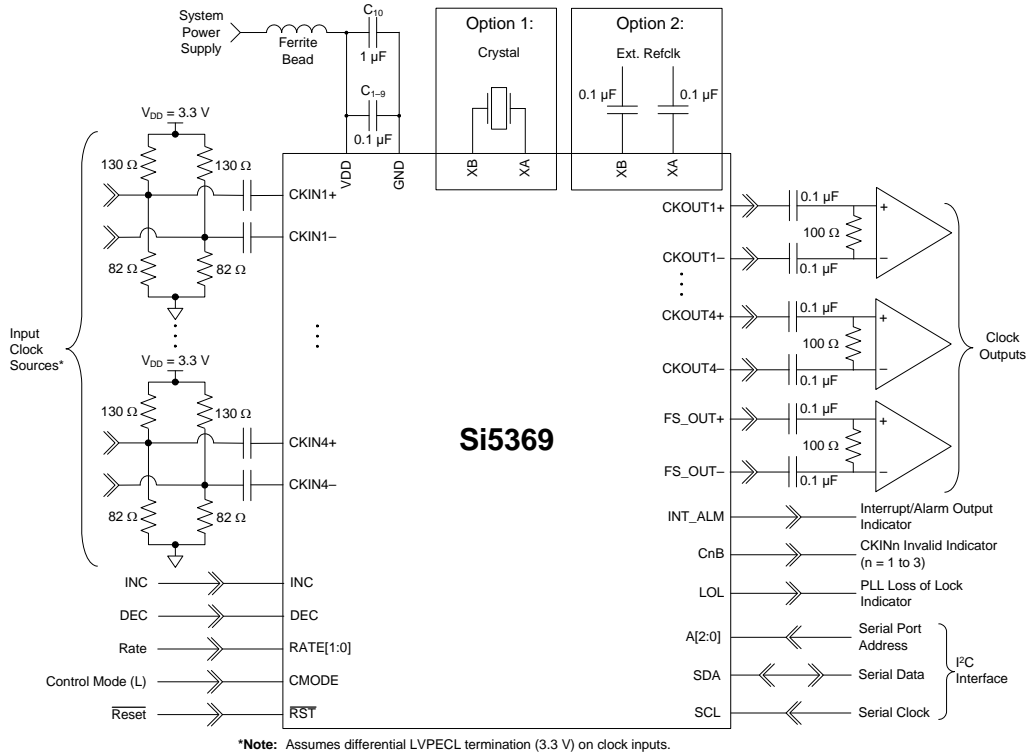 System
Power
Supply
Ferrite
Bead
C10
1 µF
C1–9
0.1 µF
Option 1:
Crystal
XB
XA
Option 2:
Ext. Refclk
0.1 µF
0.1 µF
XB
XA
VDD
GND
VDD = 3.3 V
130 Ω
130 Ω
CKIN1+
CKIN1–
82 Ω
82 Ω
Input
Clock
Sources*
VDD = 3.3 V
130 Ω
130 Ω
CKIN4+
CKIN4–
82 Ω
82 Ω
INC
INC
DEC
DEC
Rate
RATE[1:0]
Control Mode (L)
CMODE
Reset
RST
Si5369
CKOUT1+
0.1 µF
+
100 Ω
CKOUT1–
–
0.1 µF
CKOUT4+
0.1 µF
+
100 Ω
CKOUT4–
–
0.1 µF
FS_OUT+
0.1 µF
+
100 Ω
FS_OUT–
–
0.1 µF
Clock
Outputs
INT_ALM
Interrupt/Alarm Output
Indicator
CnB
CKINn Invalid Indicator
(n = 1 to 3)
LOL
PLL Loss of Lock
Indicator
A[2:0]
Serial Port
Address
SDA
Serial Data
SCL
Serial Clock
I²C
Interface
*Note: Assumes differential LVPECL termination (3.3 V) on clock inputs.